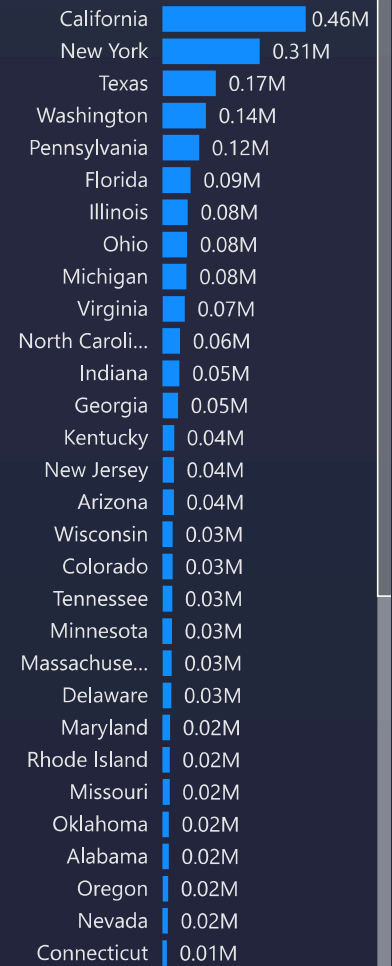 California 0.46M
New York 0.31M
Texas 0.17M
Washington 0.14M
Pennsylvania 0.12M
Florida 0.09M
Illinois 0.08M
Ohio 0.08M
Michigan 0.08M
Virginia 0.07M
North Caroli... 0.06M
Indiana 0.05M
Georgia 0.05M
Kentucky 0.04M
New Jersey 0.04M
Arizona 0.04M
Wisconsin 0.03M
Colorado 0.03M
Tennessee 0.03M
Minnesota 0.03M
Massachuse... 0.03M
Delaware 0.03M
Maryland 0.02M
Rhode Island 0.02M
Missouri 0.02M
Oklahoma 0.02M
Alabama 0.02M
Oregon 0.02M
Nevada 0.02M
Connecticut 0.01M